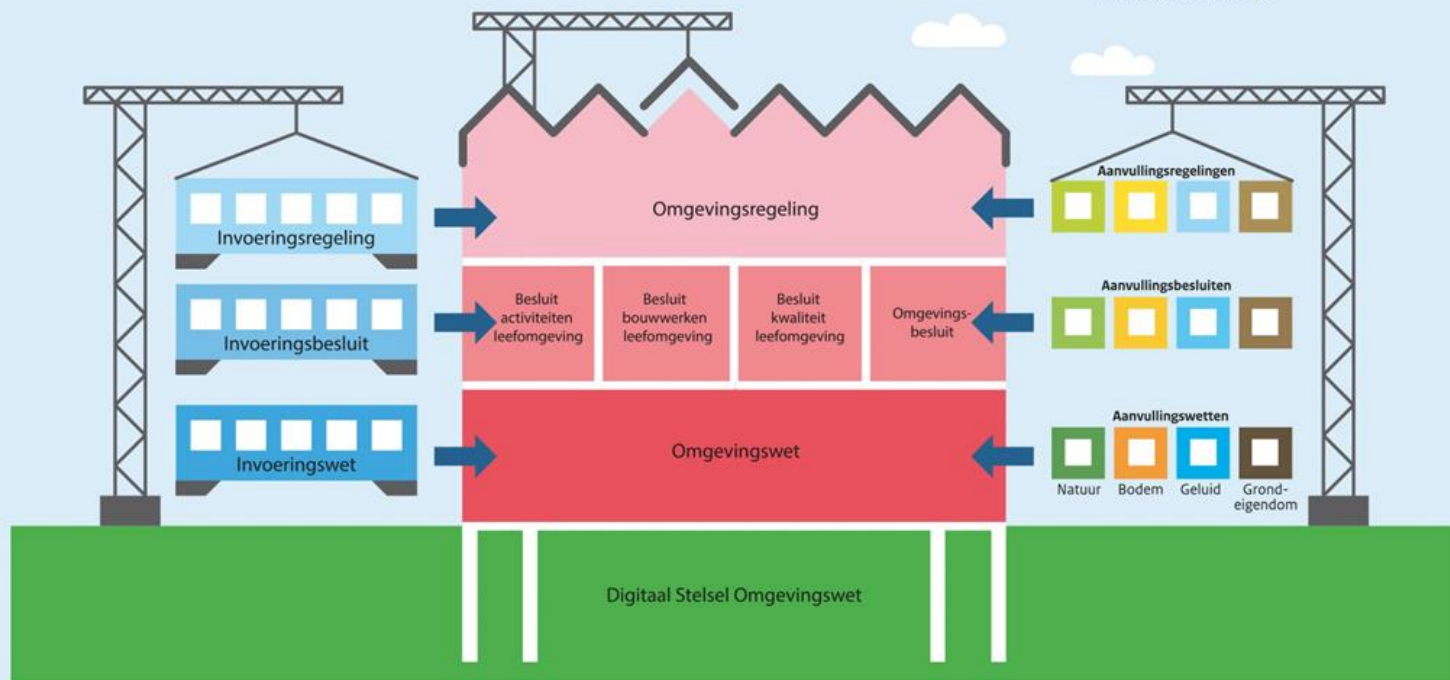 Aanvullingsregelingen
Omgevingsregeling
Invoeringsregeling
Besluit
activiteiten
leefomgeving
Besluit
bouwwerken
leefomgeving
Besluit
kwaliteit
leefomgeving
Omgevings-
besluit
Aanvullingsbesluiten
Invoeringsbesluit
Aanvullingswetten
Omgevingswet
Invoeringswet
Natuur
Bodem
Geluid
Grond-
eigendom
Digitaal Stelsel Omgevingswet